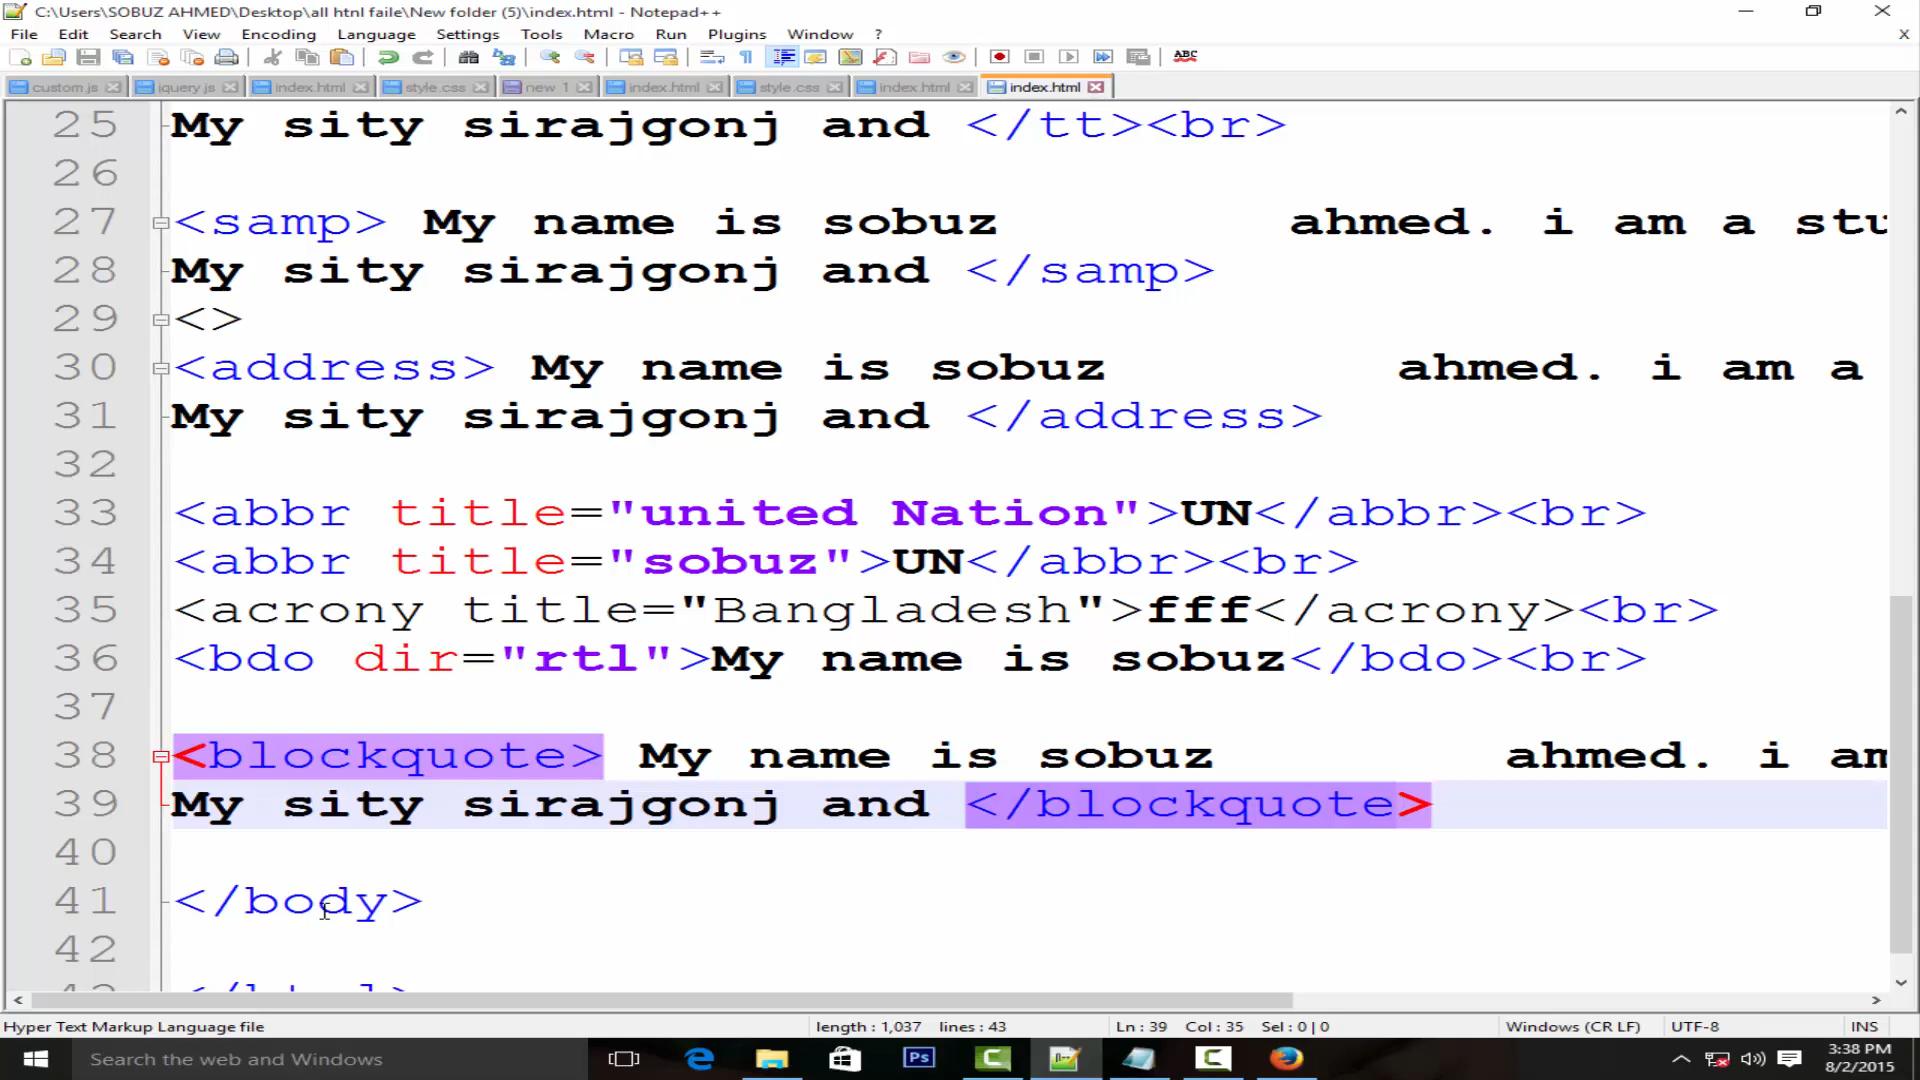 C:\Users\SOBUZ AHMED\Desktop\all htnl faile\New folder (5)\index.html - Notepad++
File Edit Search View Encoding Language Settings Tools Macro Run Plugins Window ? X
ABC
custom.js jquery.js index.html style.css new 1 index.html style.css index.html index.html
25 My sity sirajgonj and </tt><br>
26
27 <samp> My name is sobuz ahmed. i am a stu
28 My sity sirajgonj and </samp>
29 <>
30 <address> My name is sobuz ahmed. i am a
31 My sity sirajgonj and </address>
32
33 <abbr title="united Nation">UN</abbr><br>
34 <abbr title="sobuz">UN</abbr><br>
35 <acrony title="Bangladesh">fff</acrony><br>
36 <bdo dir="rtl">My name is sobuz</bdo><br>
37
38 <blockquote> My name is sobuz ahmed. i am
39 My sity sirajgonj and </blockquote>
40
41 </body>
42
43 </html>
Hyper Text Markup Language file length : 1,037 lines : 43 Ln : 39 Col : 35 Sel : 0 | 0 Windows (CR LF) UTF-8 INS
Search the web and Windows Ps 3:38 PM
8/2/2015